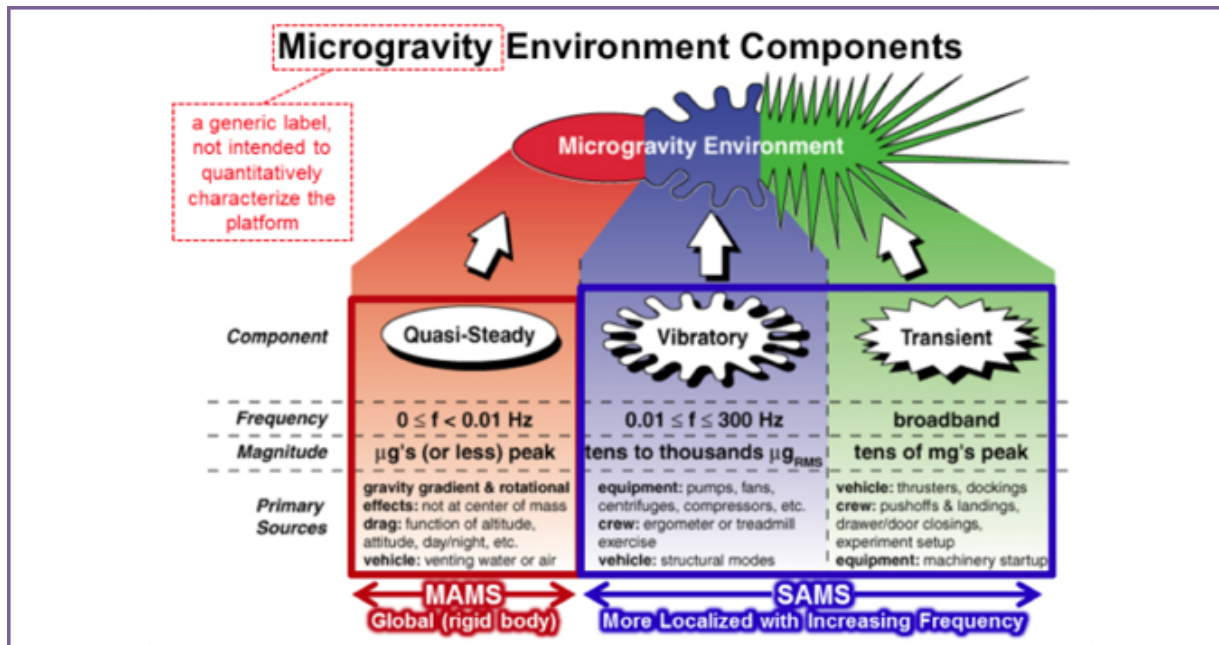 Microgravity Environment Components
a generic label,
not intended to
quantitatively
characterize the
platform
Microgravity Environment
Component
Quasi-Steady
Vibratory
Transient
Frequency
0 ≤ f < 0.01 Hz
0.01 ≤ f ≤ 300 Hz
broadband
Magnitude
µg's (or less) peak
tens to thousands µgRMS
tens of mg's peak
Primary
Sources
gravity gradient & rotational
effects: not at center of mass
drag: function of altitude,
attitude, day/night, etc.
vehicle: venting water or air
equipment: pumps, fans,
centrifuges, compressors, etc.
crew: ergometer or treadmill
exercise
vehicle: structural modes
vehicle: thrusters, dockings
crew: pushoffs & landings,
drawer/door closings,
experiment setup
equipment: machinery startup
MAMS
Global (rigid body)
SAMS
More Localized with Increasing Frequency